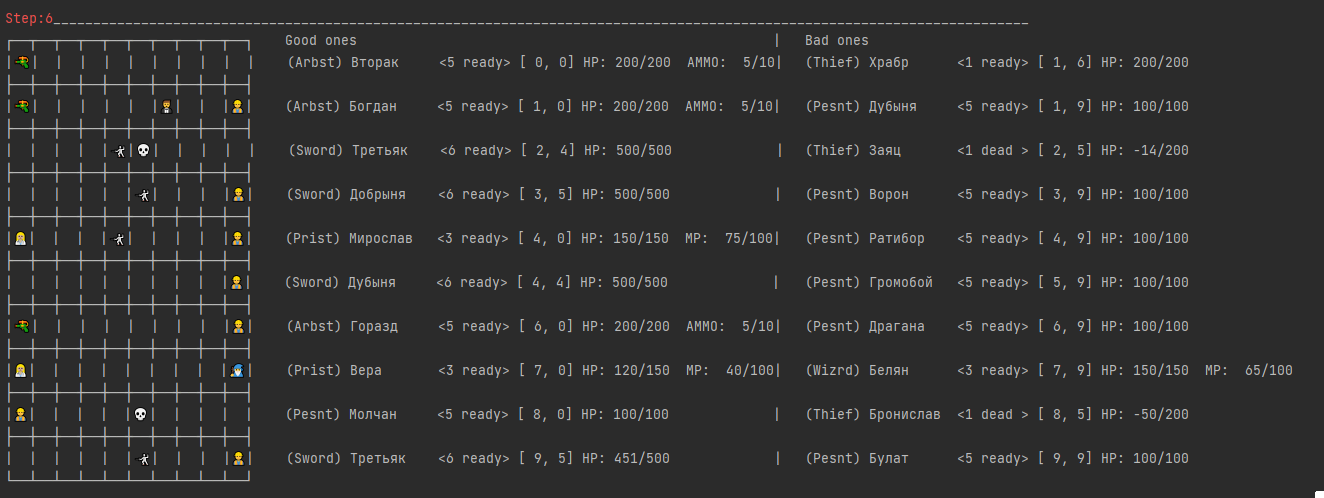 Step:6___________________________________________________________________________________________________________________________
Good ones | Bad ones
(Arbst) Вторак <5 ready> [ 0, 0] HP: 200/200 AMMO: 5/10| (Thief) Храбр <1 ready> [ 1, 6] HP: 200/200
(Arbst) Богдан <5 ready> [ 1, 0] HP: 200/200 AMMO: 5/10| (Pesnt) Дубыня <5 ready> [ 1, 9] HP: 100/100
(Sword) Третьяк <6 ready> [ 2, 4] HP: 500/500 | (Thief) Заяц <1 dead > [ 2, 5] HP: -14/200
(Sword) Добрыня <6 ready> [ 3, 5] HP: 500/500 | (Pesnt) Ворон <5 ready> [ 3, 9] HP: 100/100
(Prist) Мирослав <3 ready> [ 4, 0] HP: 150/150 MP: 75/100| (Pesnt) Ратибор <5 ready> [ 4, 9] HP: 100/100
(Sword) Дубыня <6 ready> [ 4, 4] HP: 500/500 | (Pesnt) Громобой <5 ready> [ 5, 9] HP: 100/100
(Arbst) Горазд <5 ready> [ 6, 0] HP: 200/200 AMMO: 5/10| (Pesnt) Драгана <5 ready> [ 6, 9] HP: 100/100
(Prist) Вера <3 ready> [ 7, 0] HP: 120/150 MP: 40/100| (Wizrd) Белян <3 ready> [ 7, 9] HP: 150/150 MP: 65/100
(Pesnt) Молчан <5 ready> [ 8, 0] HP: 100/100 | (Thief) Бронислав <1 dead > [ 8, 5] HP: -50/200
(Sword) Третьяк <6 ready> [ 9, 5] HP: 451/500 | (Pesnt) Булат <5 ready> [ 9, 9] HP: 100/100